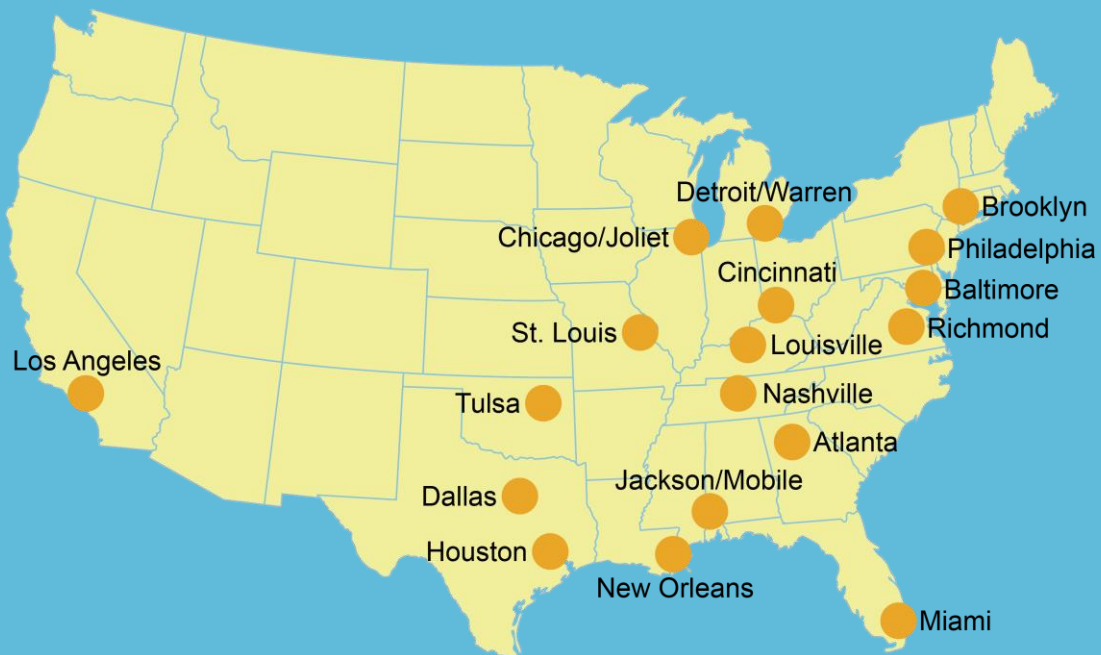 Detroit/Warren
Brooklyn
Chicago/Joliet
Philadelphia
Cincinnati
Baltimore
St. Louis
Richmond
Louisville
Los Angeles
Tulsa
Nashville
Atlanta
Jackson/Mobile
Dallas
Houston
New Orleans
Miami